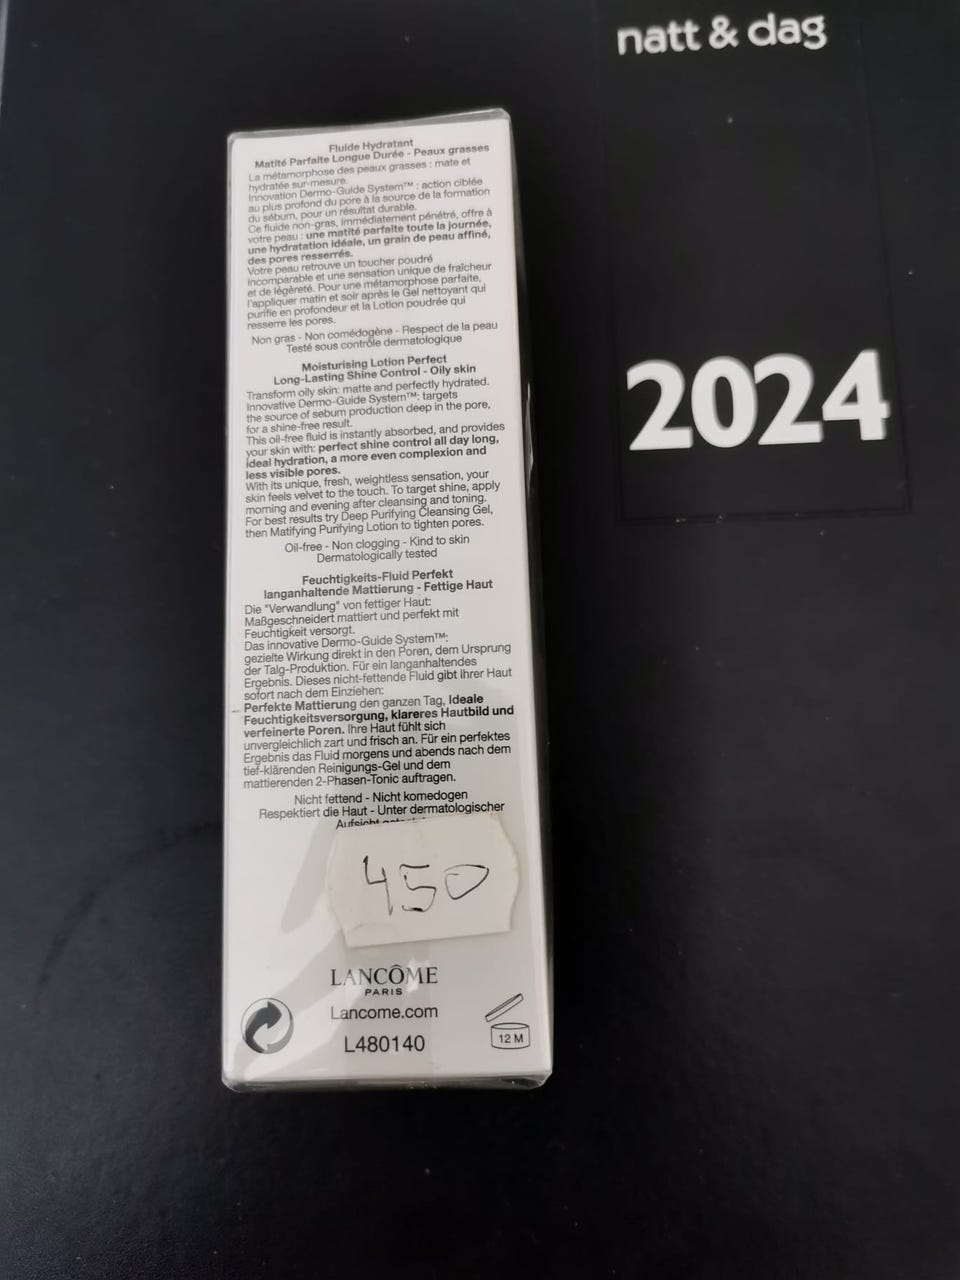 natt & dag
2024
Fluide Hydratant
Matité Parfaite Longue Durée - Peaux grasses
La métamorphose des peaux grasses : mate et
hydratée sur-mesure.
Innovation Dermo-Guide System™ : action ciblée
au plus profond du pore à la source de la formation
du sébum, pour un résultat durable.
Ce fluide non-gras, immédiatement pénétré, offre à
votre peau : une matité parfaite toute la journée,
une hydratation idéale, un grain de peau affiné,
des pores resserrés.
Votre peau retrouve un toucher poudré
incomparable et une sensation unique de fraîcheur
et de légèreté. Pour une métamorphose parfaite,
l'appliquer matin et soir après le Gel nettoyant qui
purifie en profondeur et la Lotion poudrée qui
resserre les pores.
Non gras - Non comédogène - Respect de la peau
Testé sous contrôle dermatologique
Moisturising Lotion Perfect
Long-Lasting Shine Control - Oily skin
Transform oily skin: matte and perfectly hydrated.
Innovative Dermo-Guide System™: targets
the source of sebum production deep in the pore,
for a shine-free result.
This oil-free fluid is instantly absorbed, and provides
your skin with: perfect shine control all day long,
ideal hydration, a more even complexion and
less visible pores.
With its unique, fresh, weightless sensation, your
skin feels velvet to the touch. To target shine, apply
morning and evening after cleansing and toning.
For best results try Deep Purifying Cleansing Gel,
then Matifying Purifying Lotion to tighten pores.
Oil-free - Non clogging - Kind to skin
Dermatologically tested
Feuchtigkeits-Fluid Perfekt
langanhaltende Mattierung - Fettige Haut
Die "Verwandlung" von fettiger Haut:
Maßgeschneidert mattiert und perfekt mit
Feuchtigkeit versorgt.
Das innovative Dermo-Guide System™:
gezielte Wirkung direkt in den Poren, dem Ursprung
der Talg-Produktion. Für ein langanhaltendes
Ergebnis. Dieses nicht-fettende Fluid gibt Ihrer Haut
sofort nach dem Einziehen:
Perfekte Mattierung den ganzen Tag, Ideale
Feuchtigkeitsversorgung, klareres Hautbild und
verfeinerte Poren. Ihre Haut fühlt sich
unvergleichlich zart und frisch an. Für ein perfektes
Ergebnis das Fluid morgens und abends nach dem
tief-klärenden Reinigungs-Gel und dem
mattierenden 2-Phasen-Tonic auftragen.
Nicht fettend - Nicht komedogen
Respektiert die Haut - Unter dermatologischer
Aufsicht
450
LANCÔME
PARIS
Lancome.com
L480140
12 M